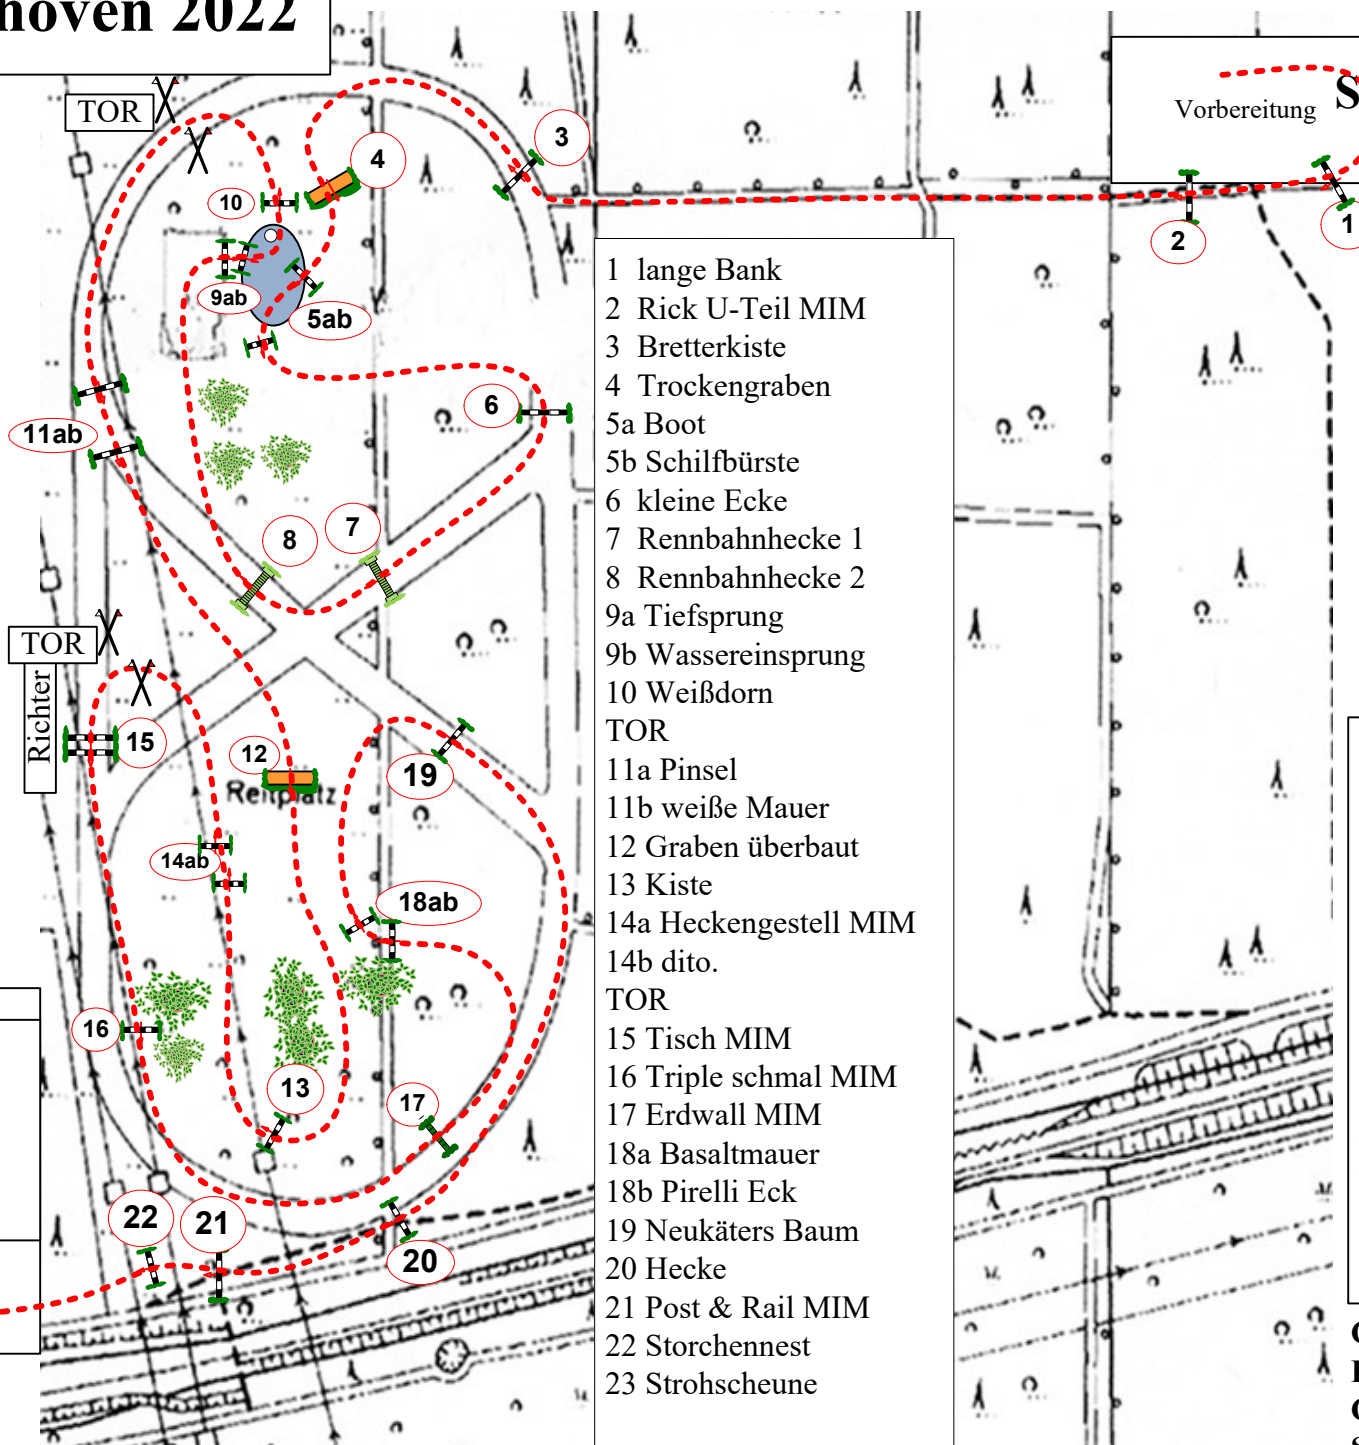 hoven 2022
TOR
Vorbereitung
S
3
4
10
2
1
9ab
5ab
6
11ab
7
8
TOR
Richter
15
12
19
Reitplatz
14ab
18ab
16
13
17
22
21
20
1 lange Bank
2 Rick U-Teil MIM
3 Bretterkiste
4 Trockengraben
5a Boot
5b Schilfbürste
6 kleine Ecke
7 Rennbahnhecke 1
8 Rennbahnhecke 2
9a Tiefsprung
9b Wassereinsprung
10 Weißdorn
TOR
11a Pinsel
11b weiße Mauer
12 Graben überbaut
13 Kiste
14a Heckengestell MIM
14b dito.
TOR
15 Tisch MIM
16 Triple schmal MIM
17 Erdwall MIM
18a Basaltmauer
18b Pirelli Eck
19 Neukäters Baum
20 Hecke
21 Post & Rail MIM
22 Storchennest
23 Strohscheune